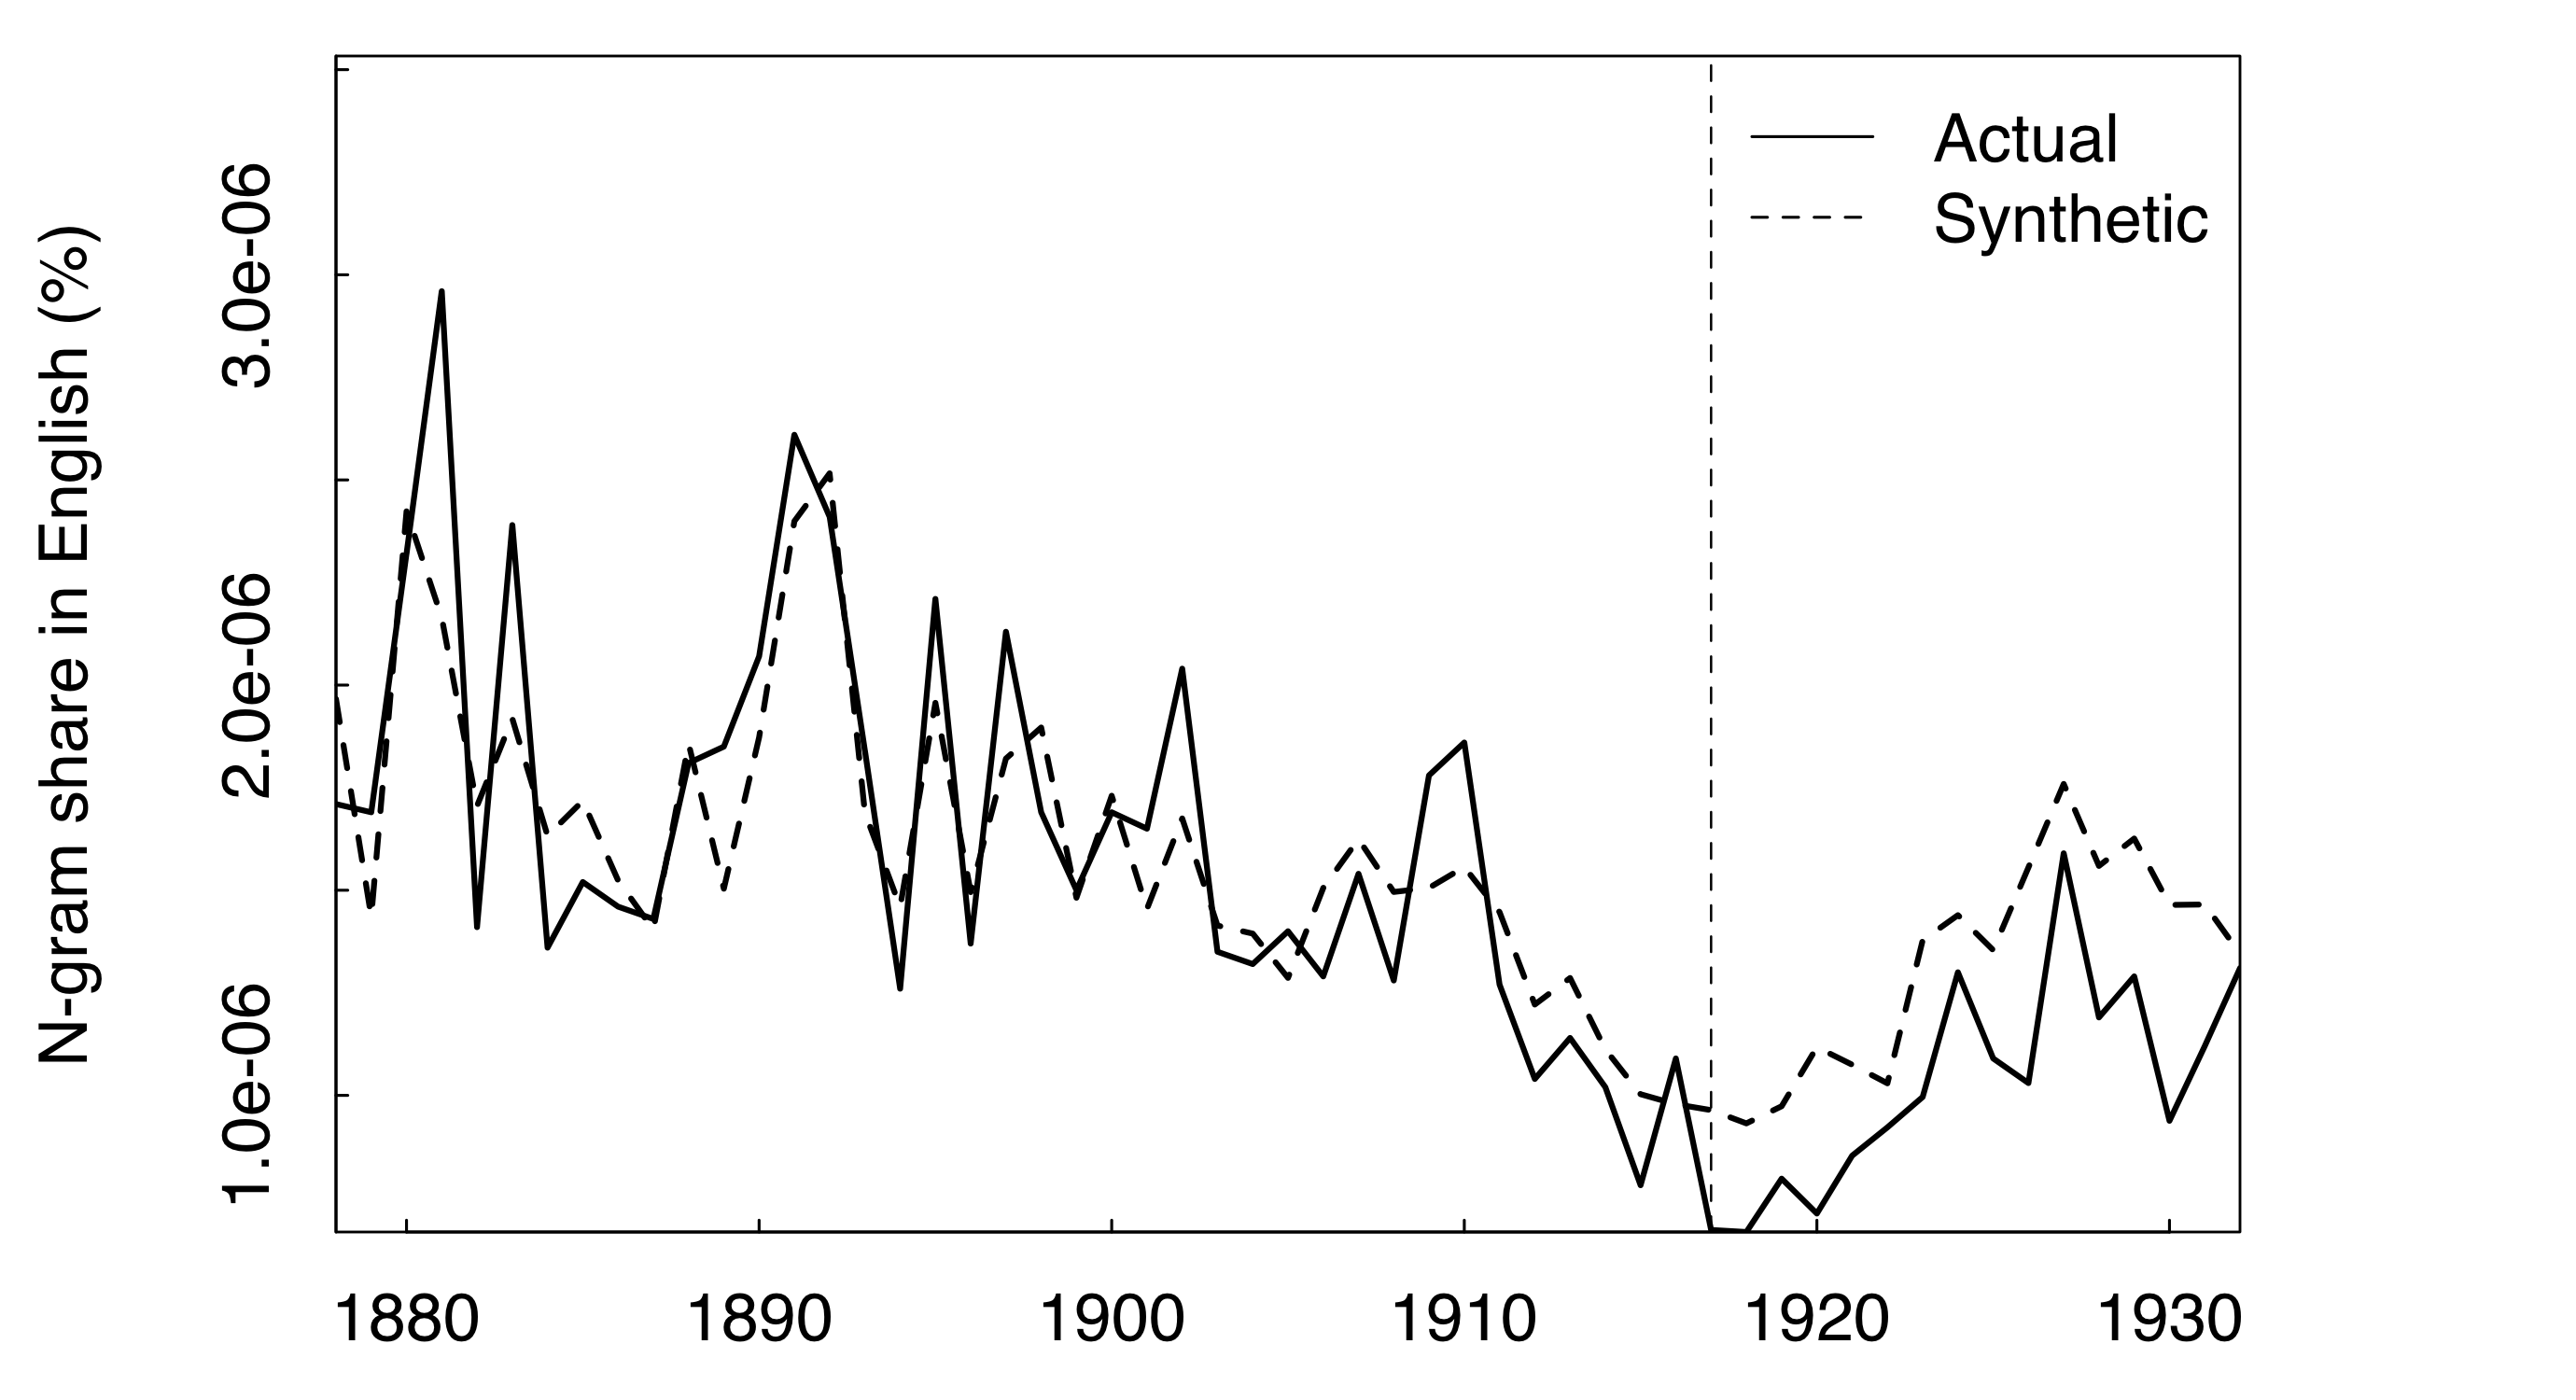 N-gram share in English (%)
3.0e-06
2.0e-06
1.0e-06
Actual
Synthetic
1880 1890 1900 1910 1920 1930